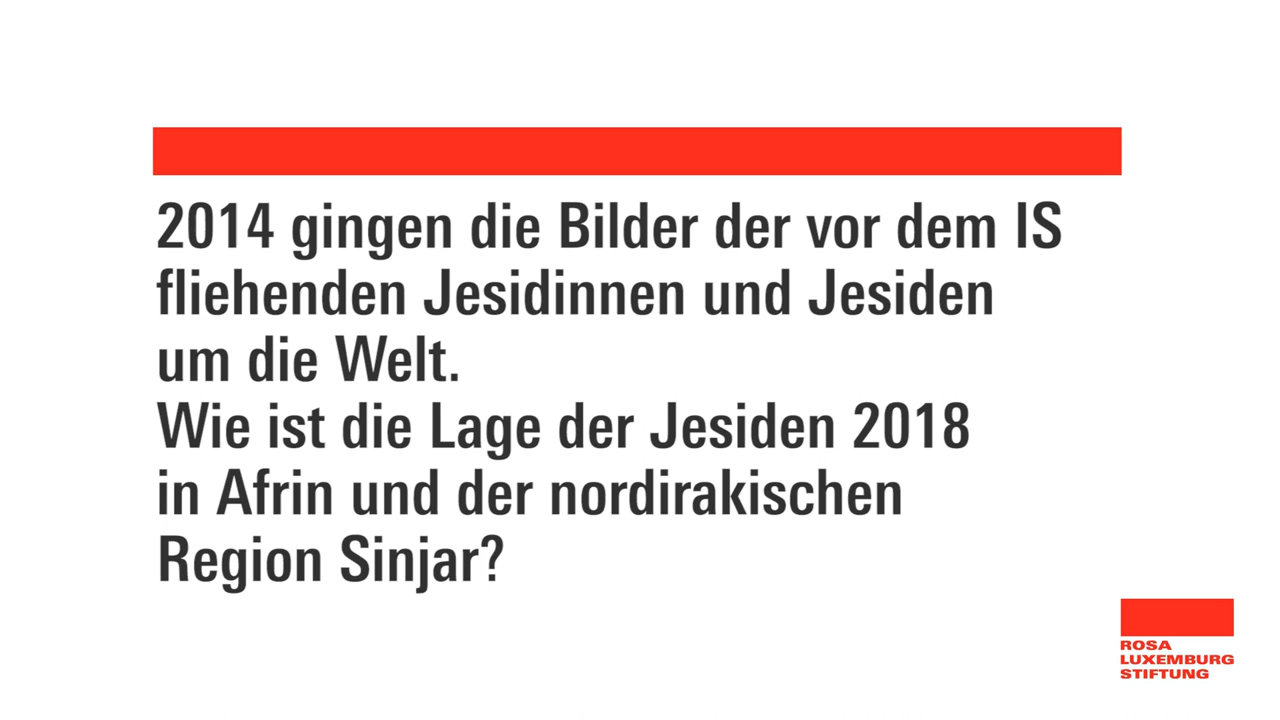 2014 gingen die Bilder der vor dem IS
fliehenden Jesidinnen und Jesiden
um die Welt.
Wie ist die Lage der Jesiden 2018
in Afrin und der nordirakischen
Region Sinjar?
ROSA
LUXEMBURG
STIFTUNG